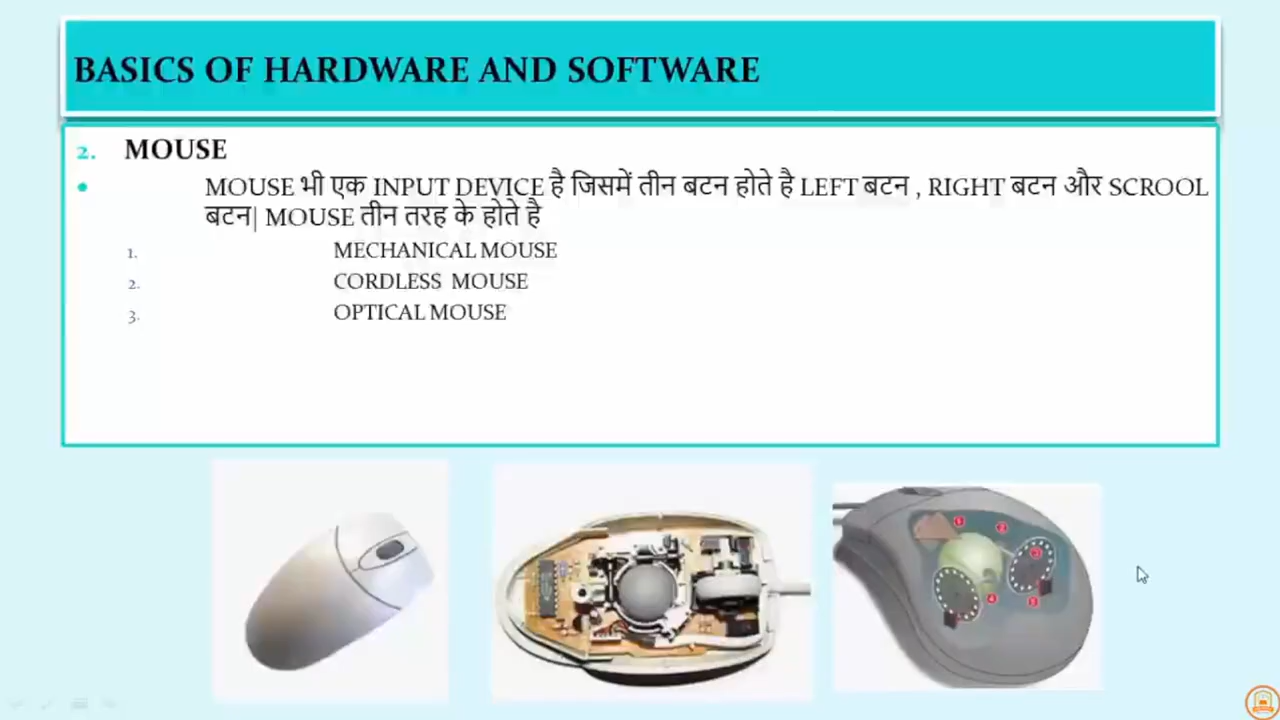 BASICS OF HARDWARE AND SOFTWARE
2. MOUSE
• MOUSE भी एक INPUT DEVICE है जिसमें तीन बटन होते है LEFT बटन , RIGHT बटन और SCROOL
बटन| MOUSE तीन तरह के होते है
1. MECHANICAL MOUSE
2. CORDLESS MOUSE
3. OPTICAL MOUSE